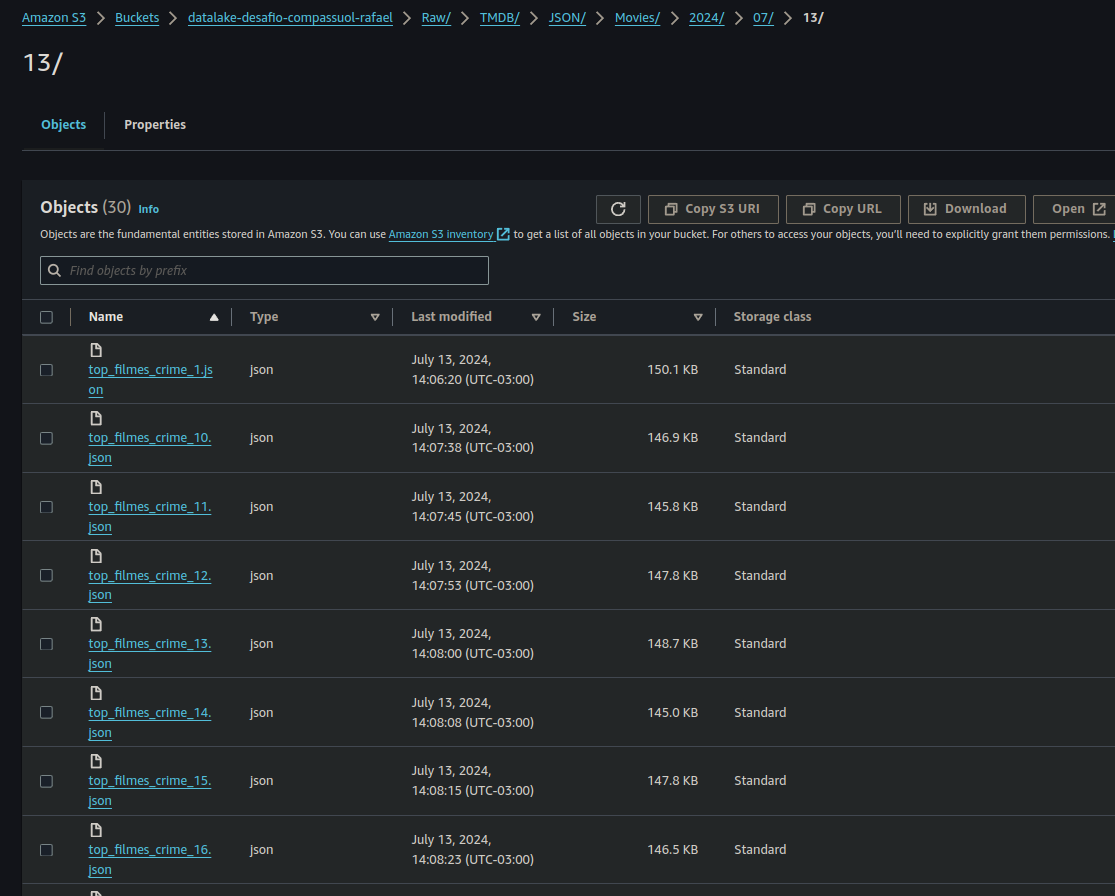 Amazon S3 > Buckets > datalake-desafio-compassuol-rafael > Raw/ > TMDB/ > JSON/ > Movies/ > 2024/ > 07/ > 13/
13/
Objects Properties
Objects (30) Info
Copy S3 URI Copy URL Download Open
Objects are the fundamental entities stored in Amazon S3. You can use Amazon S3 inventory to get a list of all objects in your bucket. For others to access your objects, you'll need to explicitly grant them permissions.
Find objects by prefix
Name Type Last modified Size Storage class
top_filmes_crime_1.js
on
json
July 13, 2024,
14:06:20 (UTC-03:00)
150.1 KB
Standard
top_filmes_crime_10.
json
json
July 13, 2024,
14:07:38 (UTC-03:00)
146.9 KB
Standard
top_filmes_crime_11.
json
json
July 13, 2024,
14:07:45 (UTC-03:00)
145.8 KB
Standard
top_filmes_crime_12.
json
json
July 13, 2024,
14:07:53 (UTC-03:00)
147.8 KB
Standard
top_filmes_crime_13.
json
json
July 13, 2024,
14:08:00 (UTC-03:00)
148.7 KB
Standard
top_filmes_crime_14.
json
json
July 13, 2024,
14:08:08 (UTC-03:00)
145.0 KB
Standard
top_filmes_crime_15.
json
json
July 13, 2024,
14:08:15 (UTC-03:00)
147.8 KB
Standard
top_filmes_crime_16.
json
json
July 13, 2024,
14:08:23 (UTC-03:00)
146.5 KB
Standard